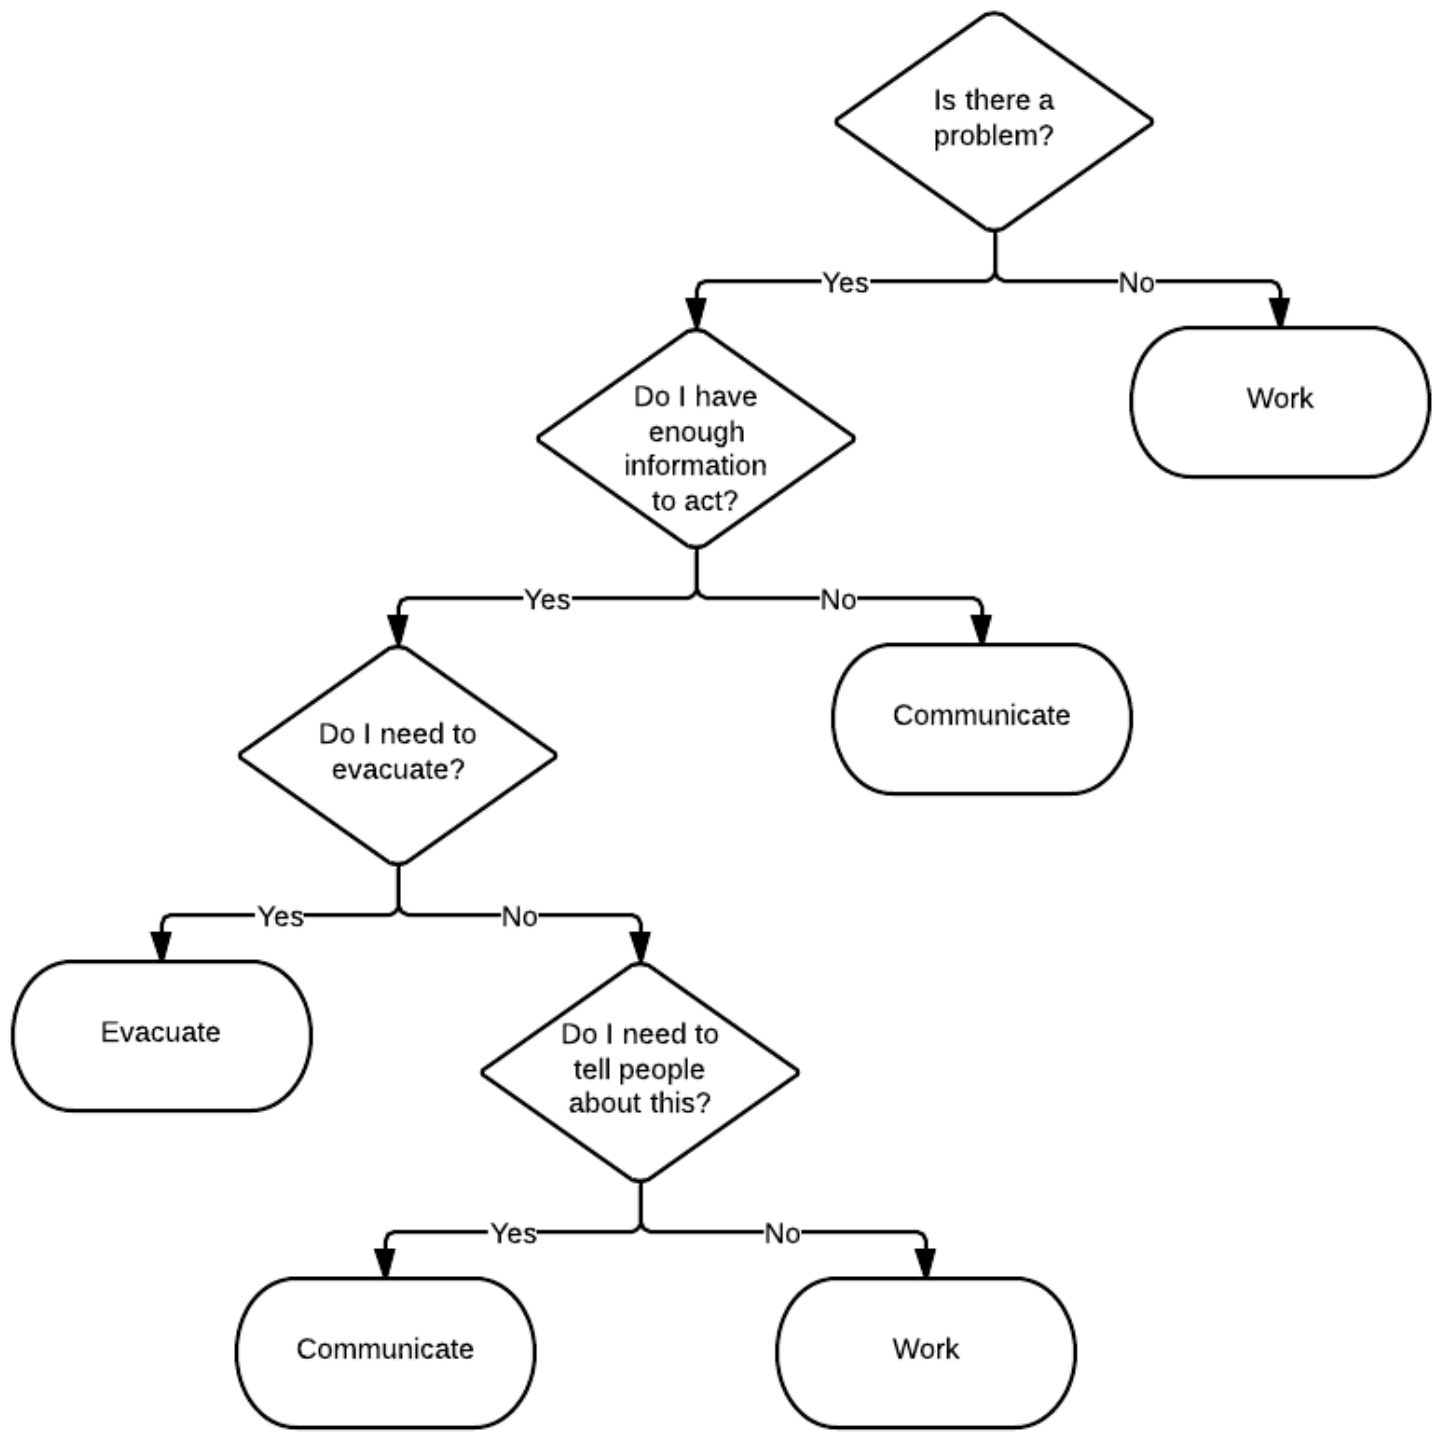 Is there a
problem?
Yes
No
Do I have
enough
information
to act?
Work
Yes
No
Do I need to
evacuate?
Communicate
Yes
No
Evacuate
Do I need to
tell people
about this?
Yes
No
Communicate
Work